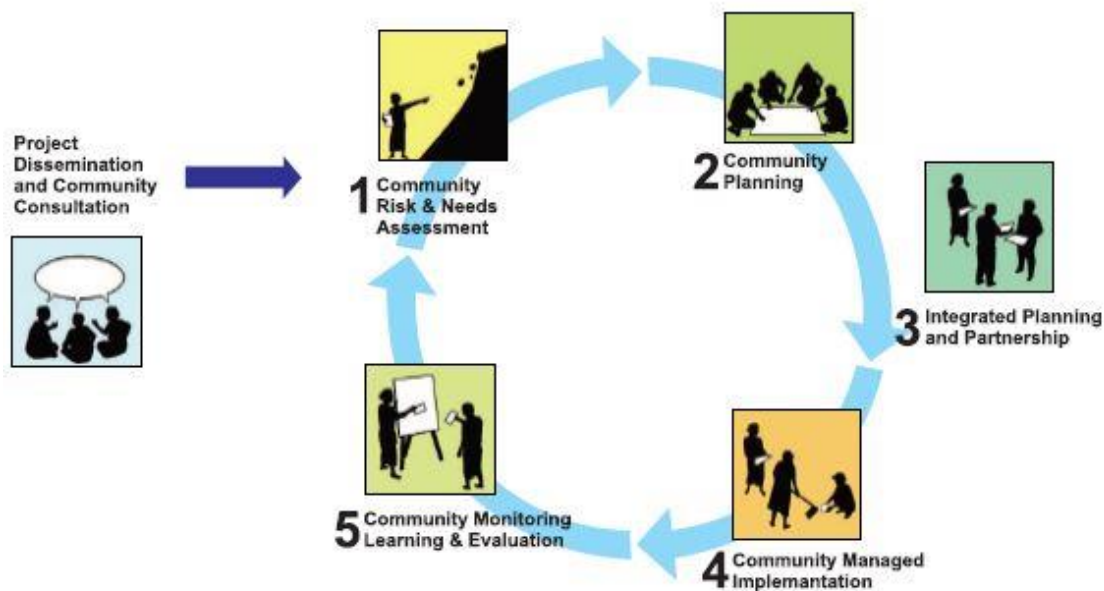 Project
Dissemination
and Community
Consultation
1 Community
Risk & Needs
Assessment
2 Community
Planning
3 Integrated Planning
and Partnership
4 Community Managed
Implemantation
5 Community Monitoring
Learning & Evaluation